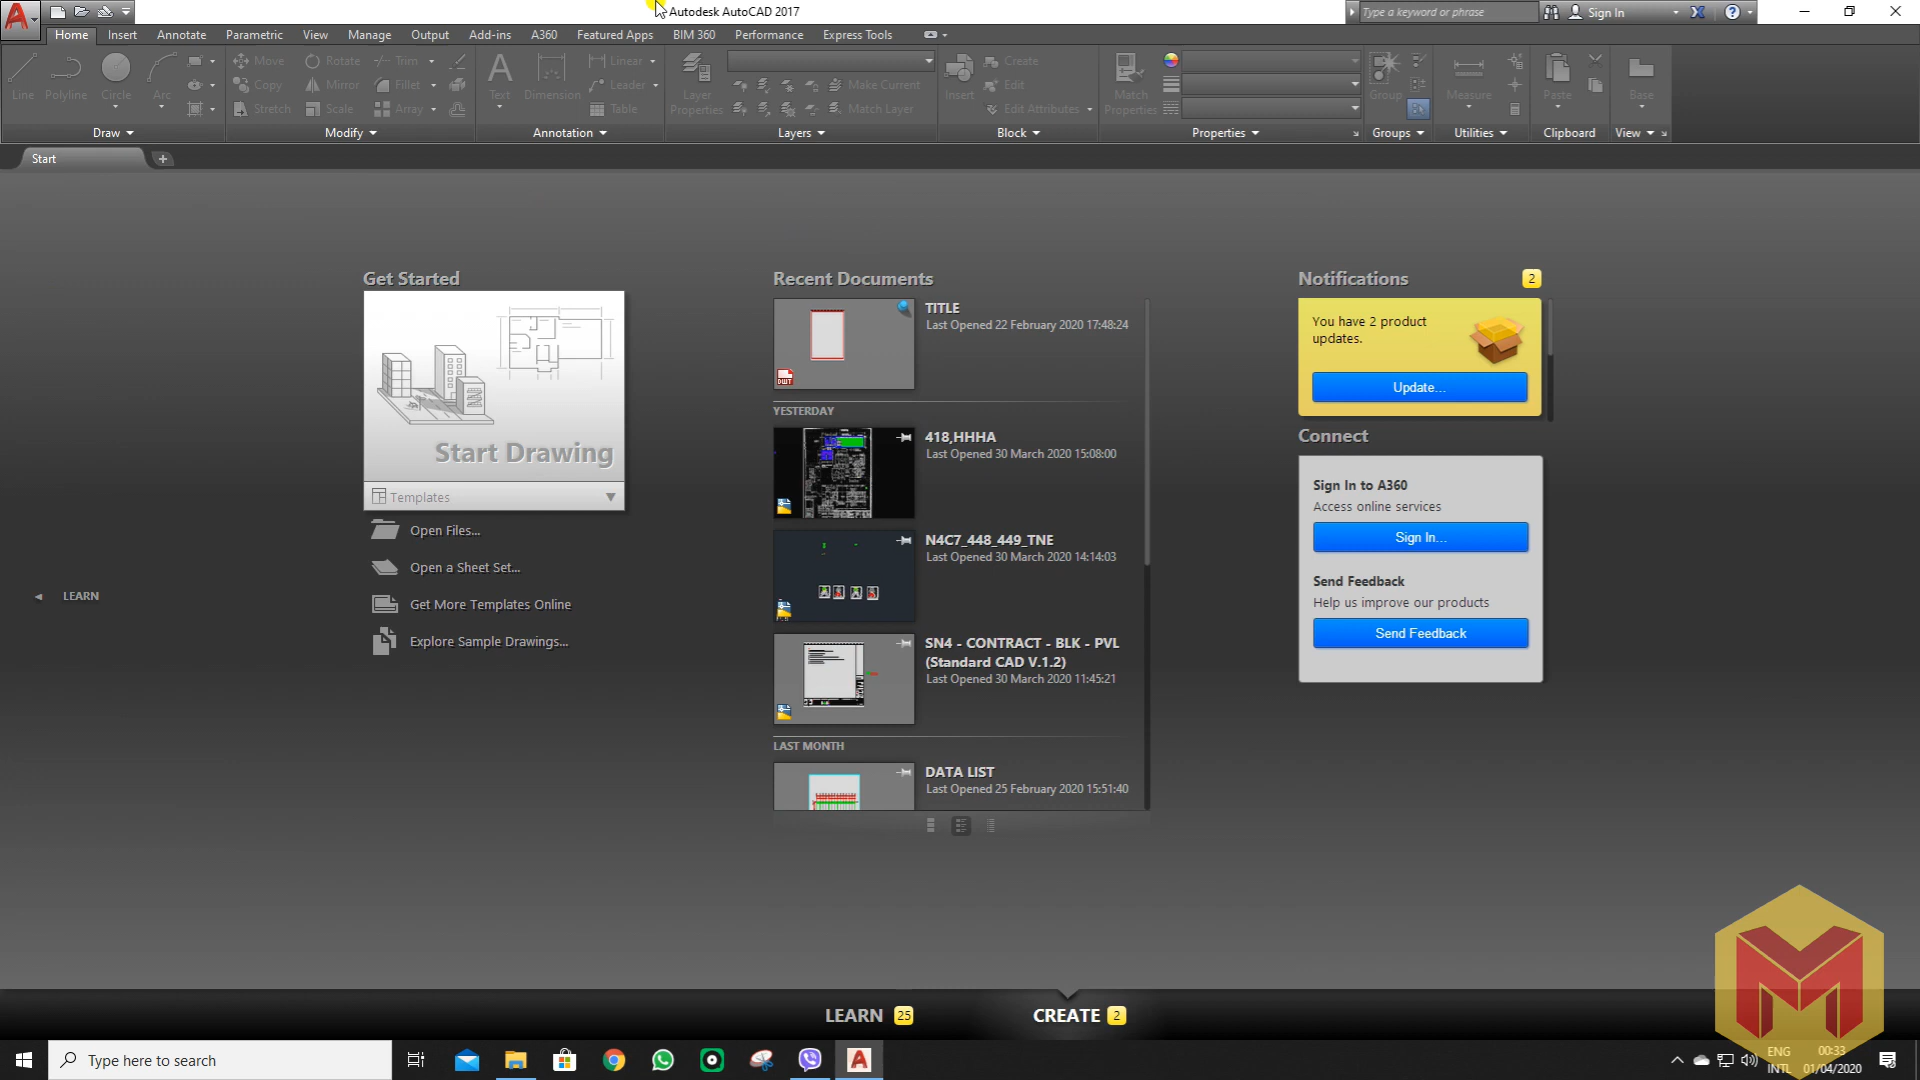 Autodesk AutoCAD 2017
Type a keyword or phrase
Sign In
Home Insert Annotate Parametric View Manage Output Add-ins A360 Featured Apps BIM 360 Performance Express Tools
Line Polyline Circle Arc
Move Rotate Trim
Copy Mirror Fillet
Stretch Scale Array
Text Dimension
Linear
Leader
Table
Layer Properties
Make Current
Match Layer
Insert
Create
Edit
Edit Attributes
Match Properties
Group
Measure
Paste
Base
Draw Modify Annotation Layers Block Properties Groups Utilities Clipboard View
Start
Get Started
Start Drawing
Templates
Open Files...
Open a Sheet Set...
Get More Templates Online
Explore Sample Drawings...
LEARN
Recent Documents
TITLE
Last Opened 22 February 2020 17:48:24
DWT
YESTERDAY
418,HHHA
Last Opened 30 March 2020 15:08:00
N4C7_448_449_TNE
Last Opened 30 March 2020 14:14:03
SN4 - CONTRACT - BLK - PVL
(Standard CAD V.1.2)
Last Opened 30 March 2020 11:45:21
LAST MONTH
DATA LIST
Last Opened 25 February 2020 15:51:40
Notifications 2
You have 2 product
updates.
Update...
Connect
Sign In to A360
Access online services
Sign In...
Send Feedback
Help us improve our products
Send Feedback
LEARN 25 CREATE 2
Type here to search
ENG
INTL
00:33
01/04/2020